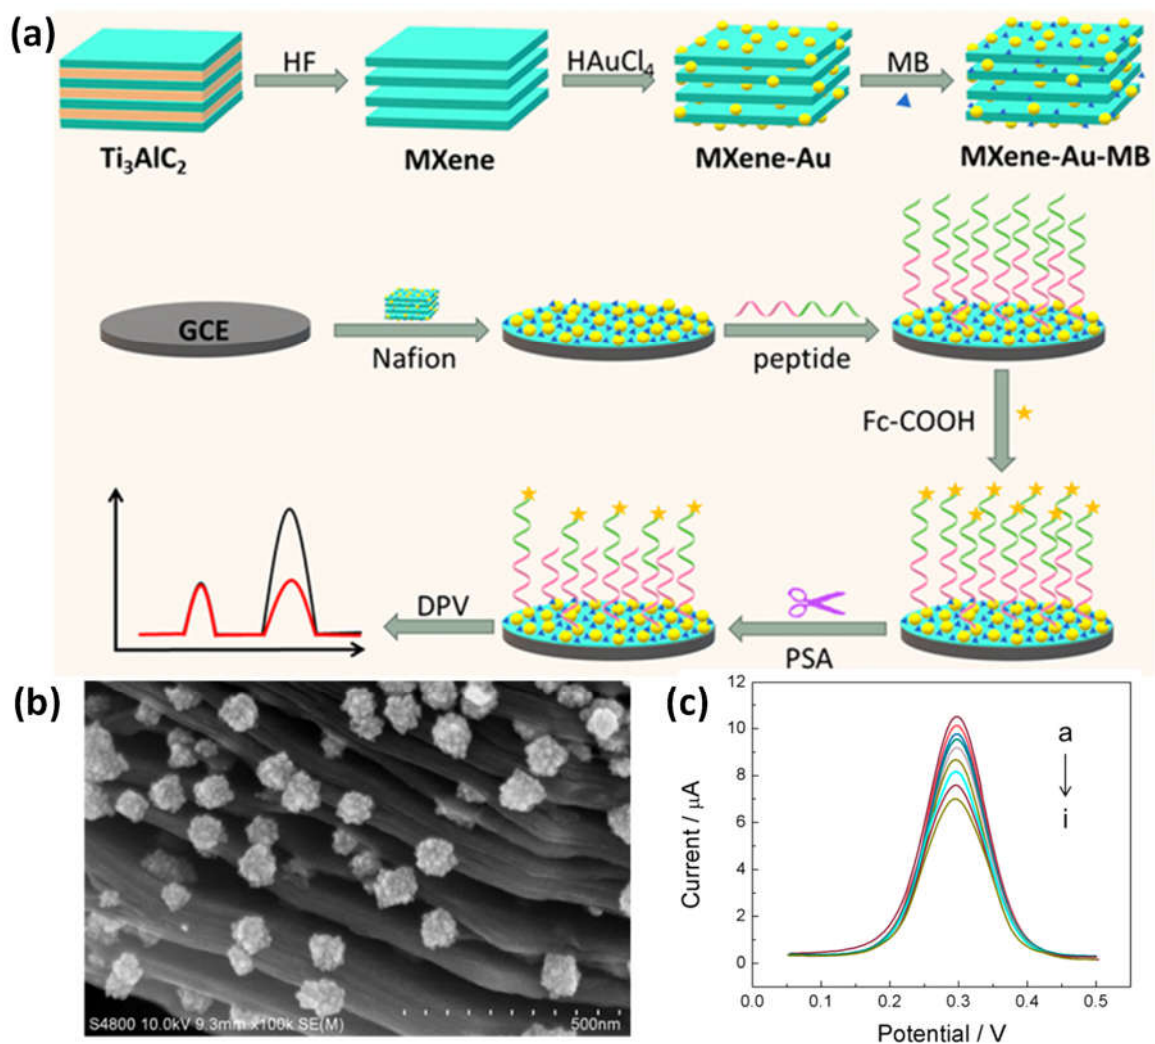 (a)
HF
HAuCl4
MB
Ti3AlC2
MXene
MXene-Au
MXene-Au-MB
GCE
Nafion
peptide
Fc-COOH
DPV
PSA
(b)
S4800 10.0kV 9.3mm x100k SE(M)
500nm
(c)
12
10
8
6
4
2
0
Current / μA
a
i
0.0 0.1 0.2 0.3 0.4 0.5
Potential / V